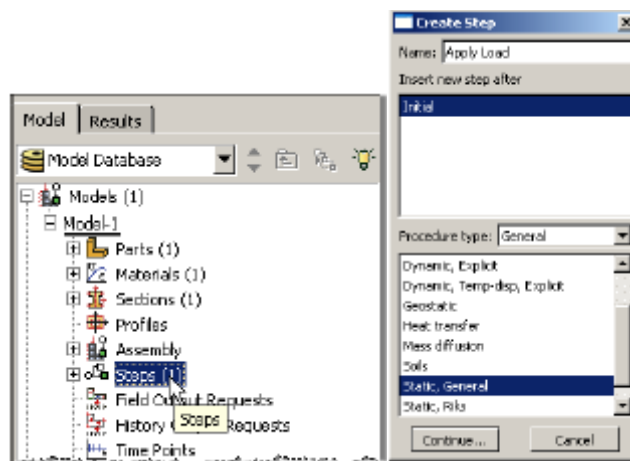 Model Results
Model Database
Models (1)
Model-1
Parts (1)
Materials (1)
Sections (1)
Profiles
Assembly
Steps (1)
Field Output Requests
Steps
History Requests
Time Points
Create Step
Name: Apply Load
Insert new step after
Initial
Procedure type: General
Dynamic, Explicit
Dynamic, Temp-disp, Explicit
Geostatic
Heat transfer
Mass diffusion
Soils
Static, General
Static, Riks
Continue... Cancel